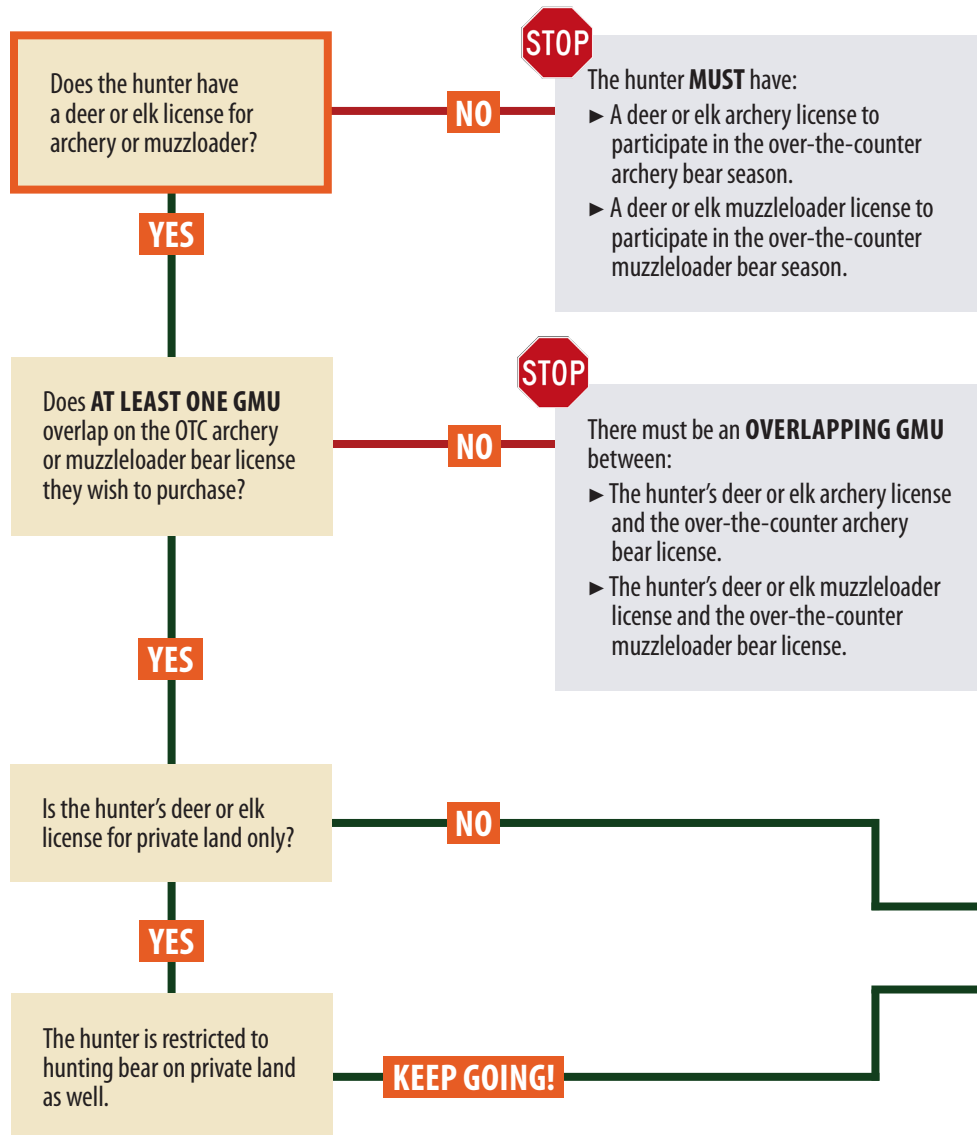 Does the hunter have
a deer or elk license for
archery or muzzloader?
NO
STOP
The hunter MUST have:
► A deer or elk archery license to
participate in the over-the-counter
archery bear season.
► A deer or elk muzzleloader license to
participate in the over-the-counter
muzzleloader bear season.
YES
Does AT LEAST ONE GMU
overlap on the OTC archery
or muzzleloader bear license
they wish to purchase?
NO
STOP
There must be an OVERLAPPING GMU
between:
► The hunter’s deer or elk archery license
and the over-the-counter archery
bear license.
► The hunter’s deer or elk muzzleloader
license and the over-the-counter
muzzleloader bear license.
YES
Is the hunter’s deer or elk
license for private land only?
NO
YES
The hunter is restricted to
hunting bear on private land
as well.
KEEP GOING!